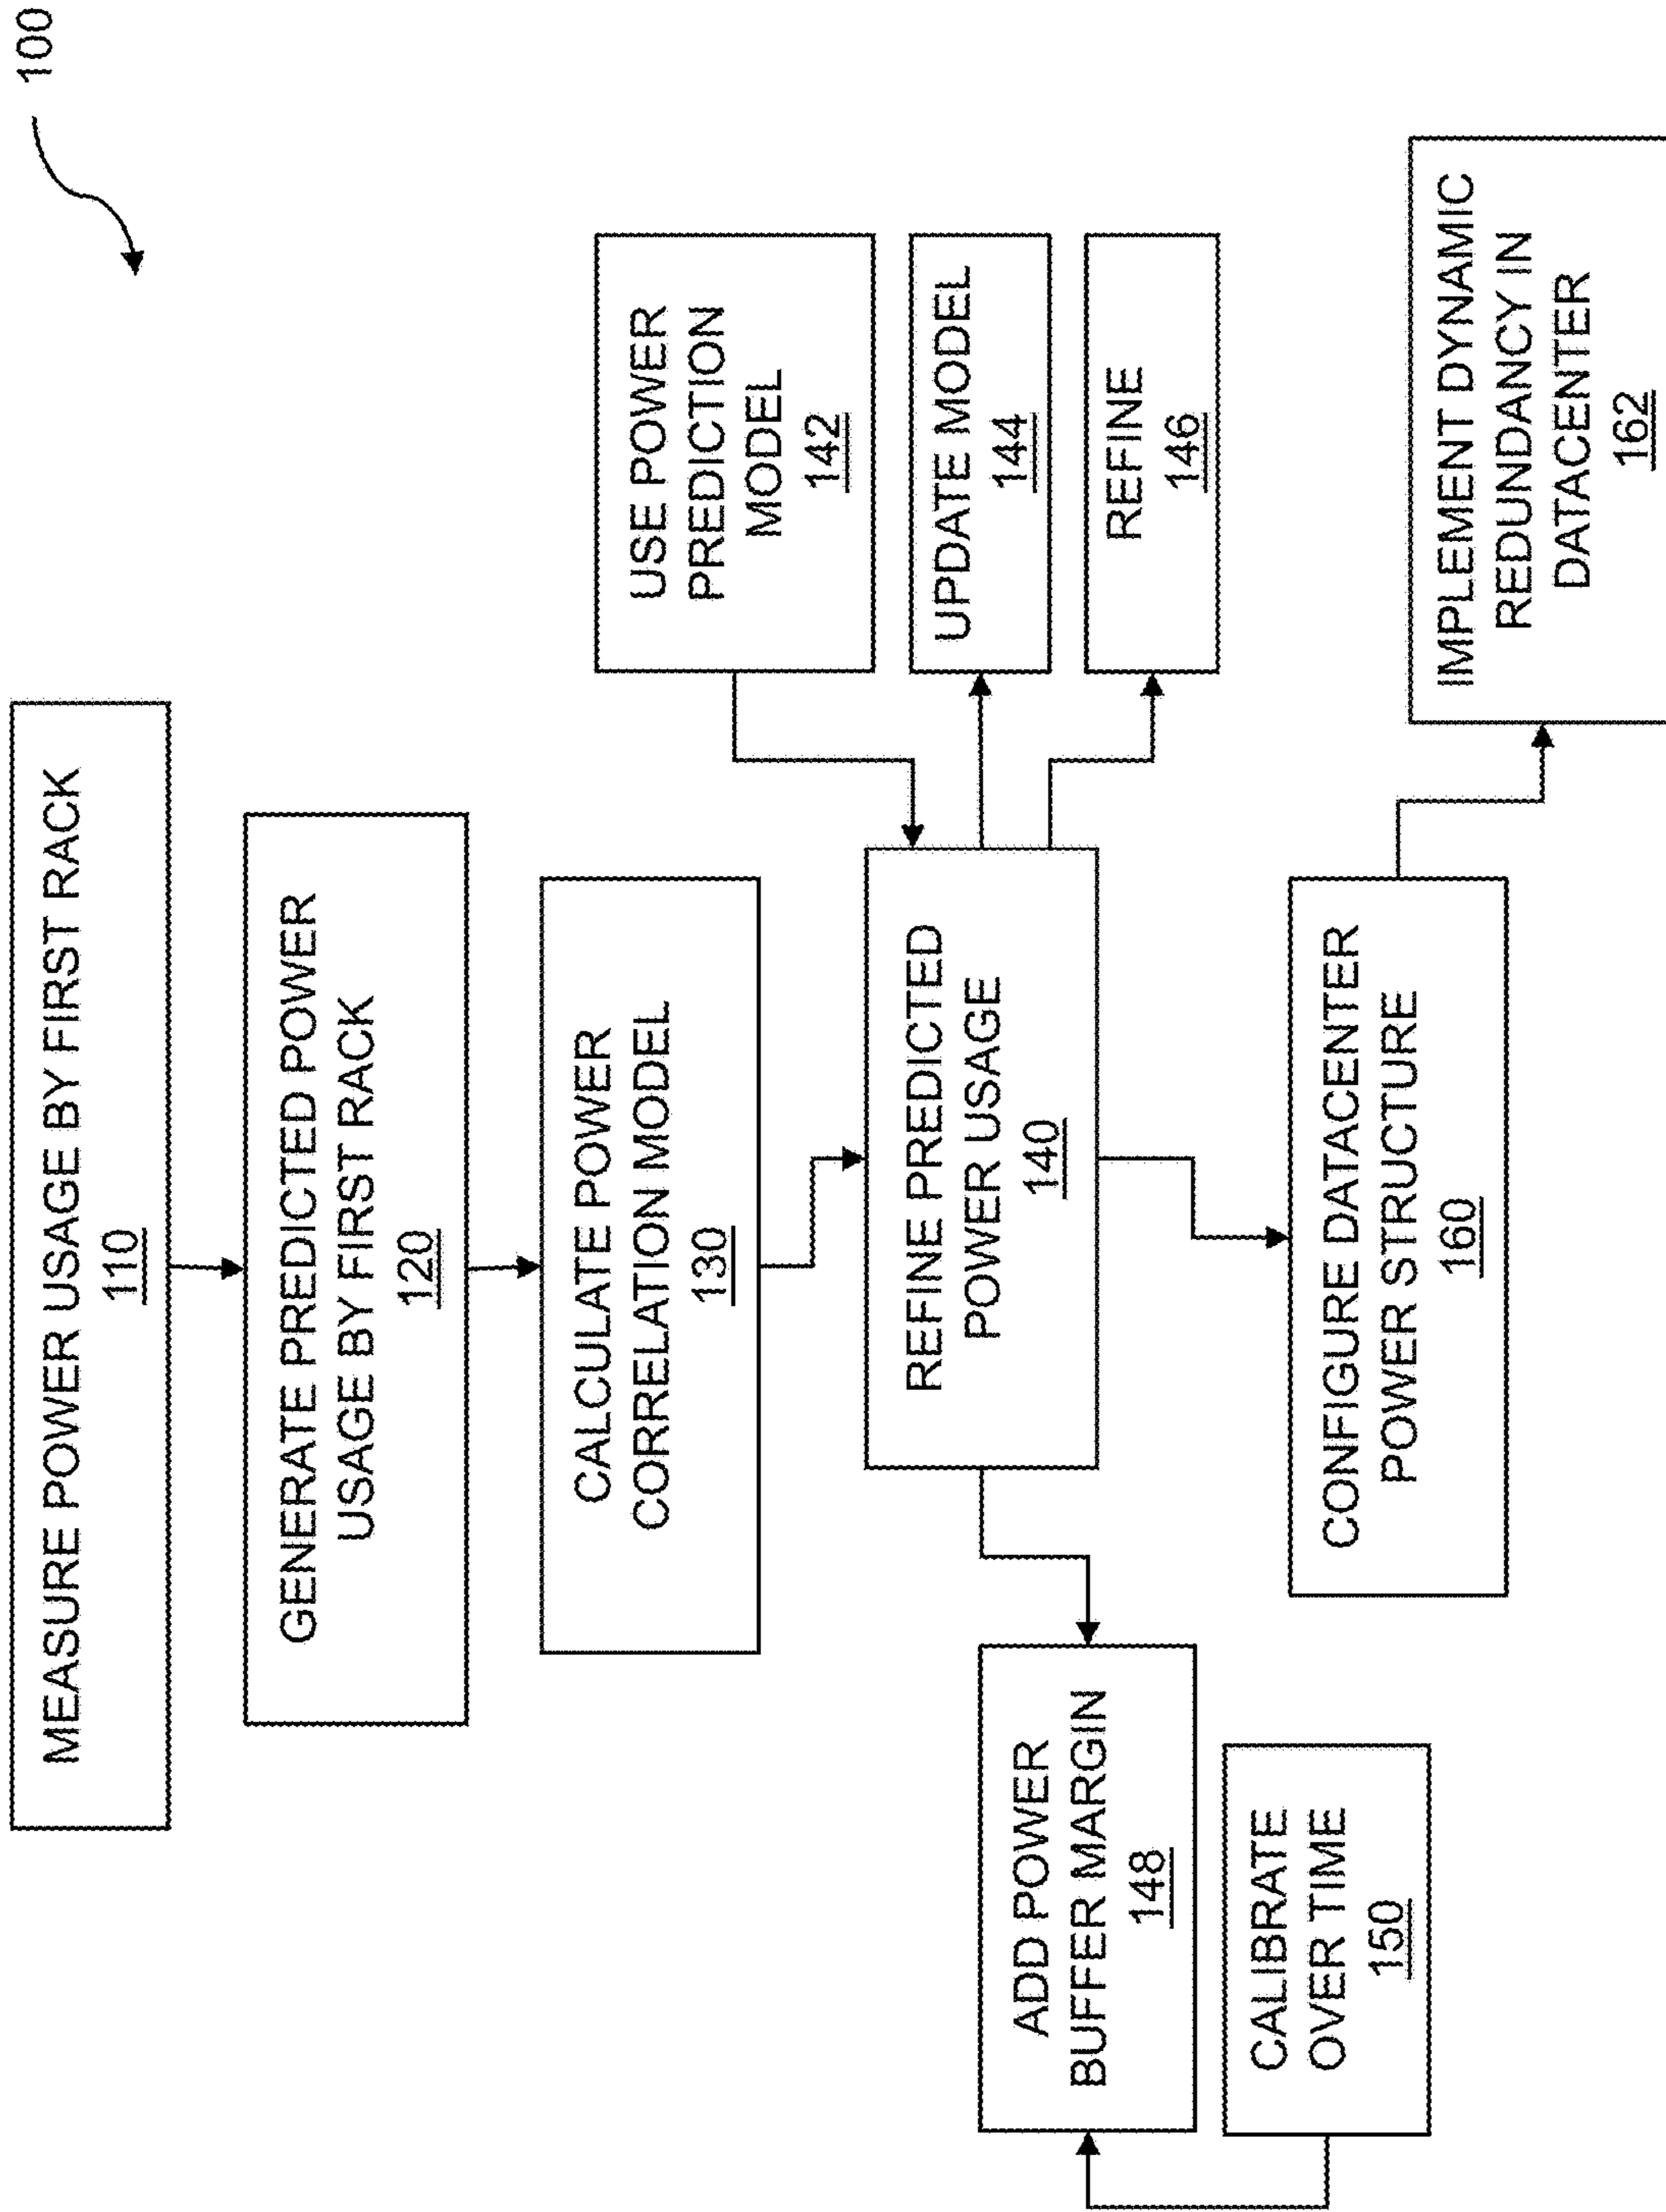 100
MEASURE POWER USAGE BY FIRST RACK
110
GENERATE PREDICTED POWER
USAGE BY FIRST RACK
120
CALCULATE POWER
CORRELATION MODEL
130
USE POWER
PREDICTION
MODEL
142
REFINE PREDICTED
POWER USAGE
140
UPDATE MODEL
144
REFINE
146
ADD POWER
BUFFER MARGIN
148
CALIBRATE
OVER TIME
150
CONFIGURE DATACENTER
POWER STRUCTURE
160
IMPLEMENT DYNAMIC
REDUNDANCY IN
DATACENTER
162